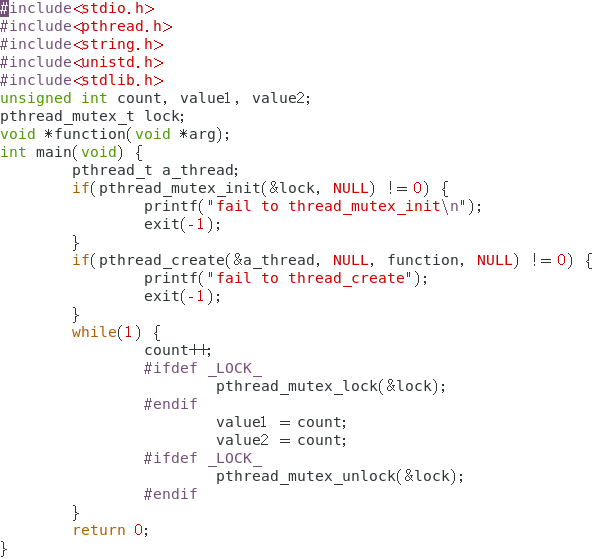 #include<stdio.h>
#include<pthread.h>
#include<string.h>
#include<unistd.h>
#include<stdlib.h>
unsigned int count, value1, value2;
pthread_mutex_t lock;
void *function(void *arg);
int main(void) {
        pthread_t a_thread;
        if(pthread_mutex_init(&lock, NULL) != 0) {
                printf("fail to thread_mutex_init\n");
                exit(-1);
        }
        if(pthread_create(&a_thread, NULL, function, NULL) != 0) {
                printf("fail to thread_create");
                exit(-1);
        }
        while(1) {
                count++;
                #ifdef _LOCK_
                        pthread_mutex_lock(&lock);
                #endif
                        value1 = count;
                        value2 = count;
                #ifdef _LOCK_
                        pthread_mutex_unlock(&lock);
                #endif
        }
        return 0;
}